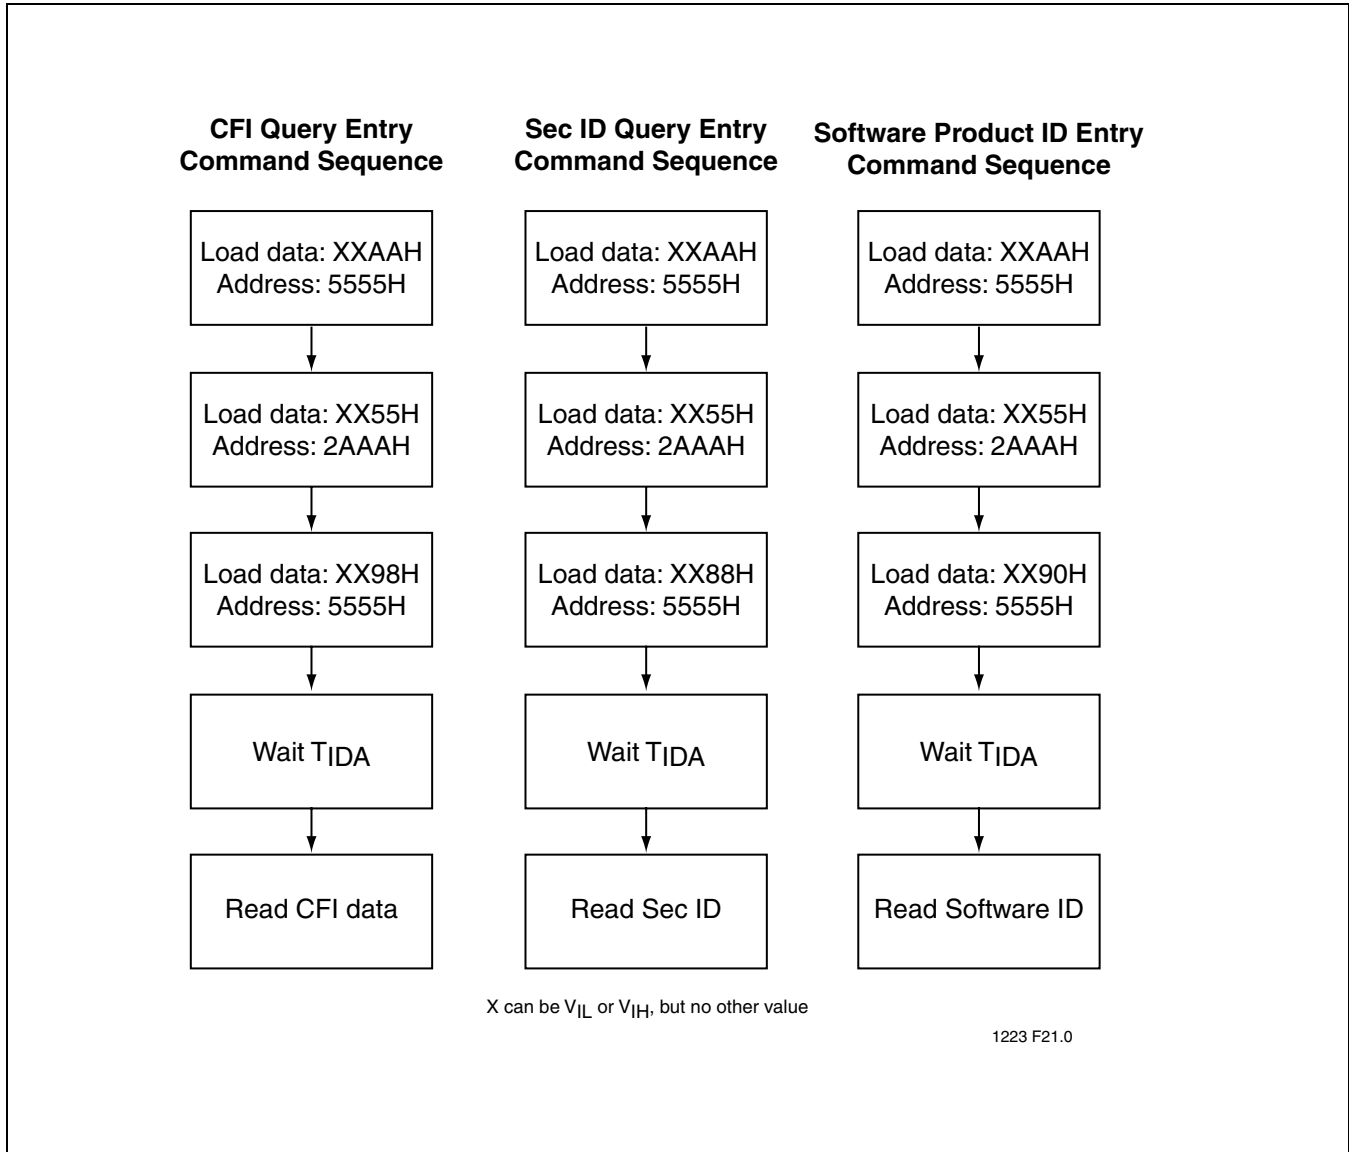 CFI Query Entry
Command Sequence
Load data: XXAAH
Address: 5555H
Load data: XX55H
Address: 2AAAH
Load data: XX98H
Address: 5555H
Wait TIDA
Read CFI data
Sec ID Query Entry
Command Sequence
Load data: XXAAH
Address: 5555H
Load data: XX55H
Address: 2AAAH
Load data: XX88H
Address: 5555H
Wait TIDA
Read Sec ID
Software Product ID Entry
Command Sequence
Load data: XXAAH
Address: 5555H
Load data: XX55H
Address: 2AAAH
Load data: XX90H
Address: 5555H
Wait TIDA
Read Software ID
X can be VIL or VIH, but no other value
1223 F21.0